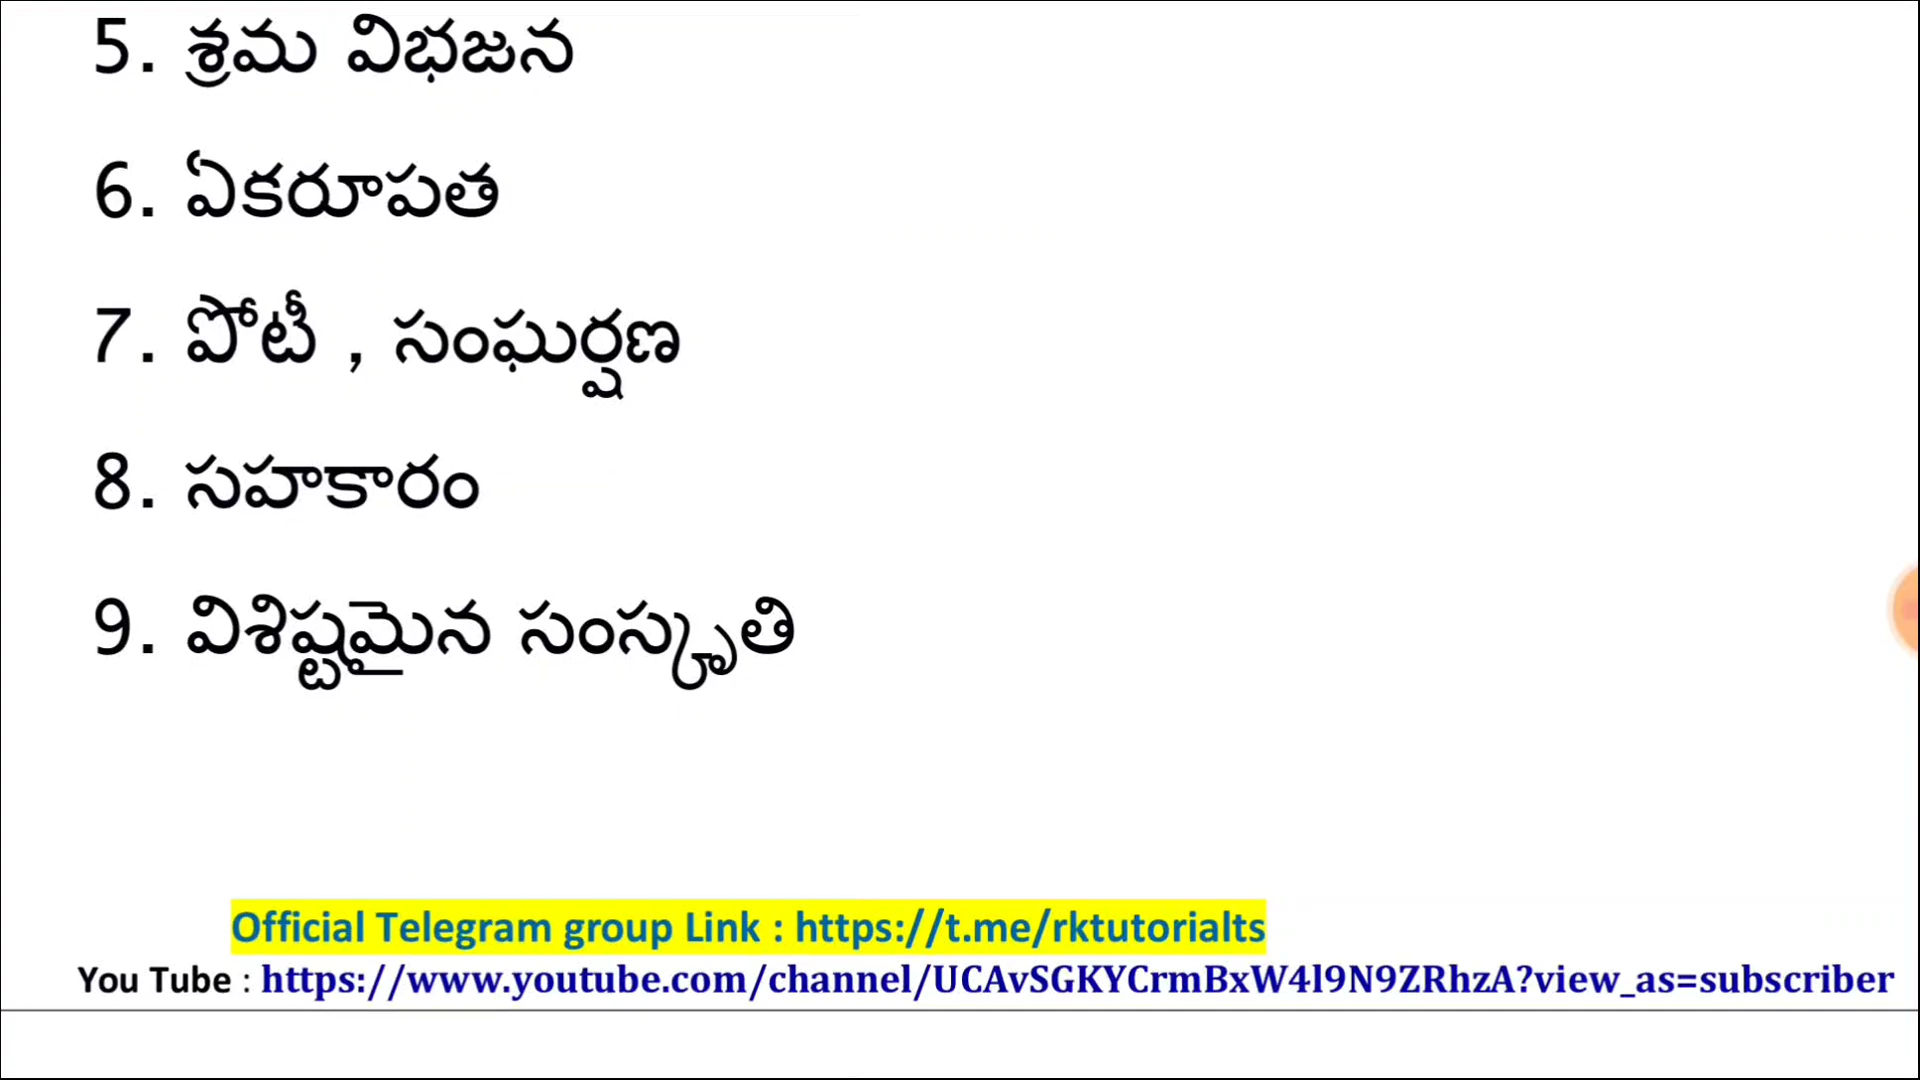 5. శ్రమ విభజన
6. ఏకరూపత
7. పోటీ , సంఘర్షణ
8. సహకారం
9. విశిష్టమైన సంస్కృతి
Official Telegram group Link : https://t.me/rktutorialts
You Tube : https://www.youtube.com/channel/UCAvSGKYCrmBxW4l9N9ZRhzA?view_as=subscriber